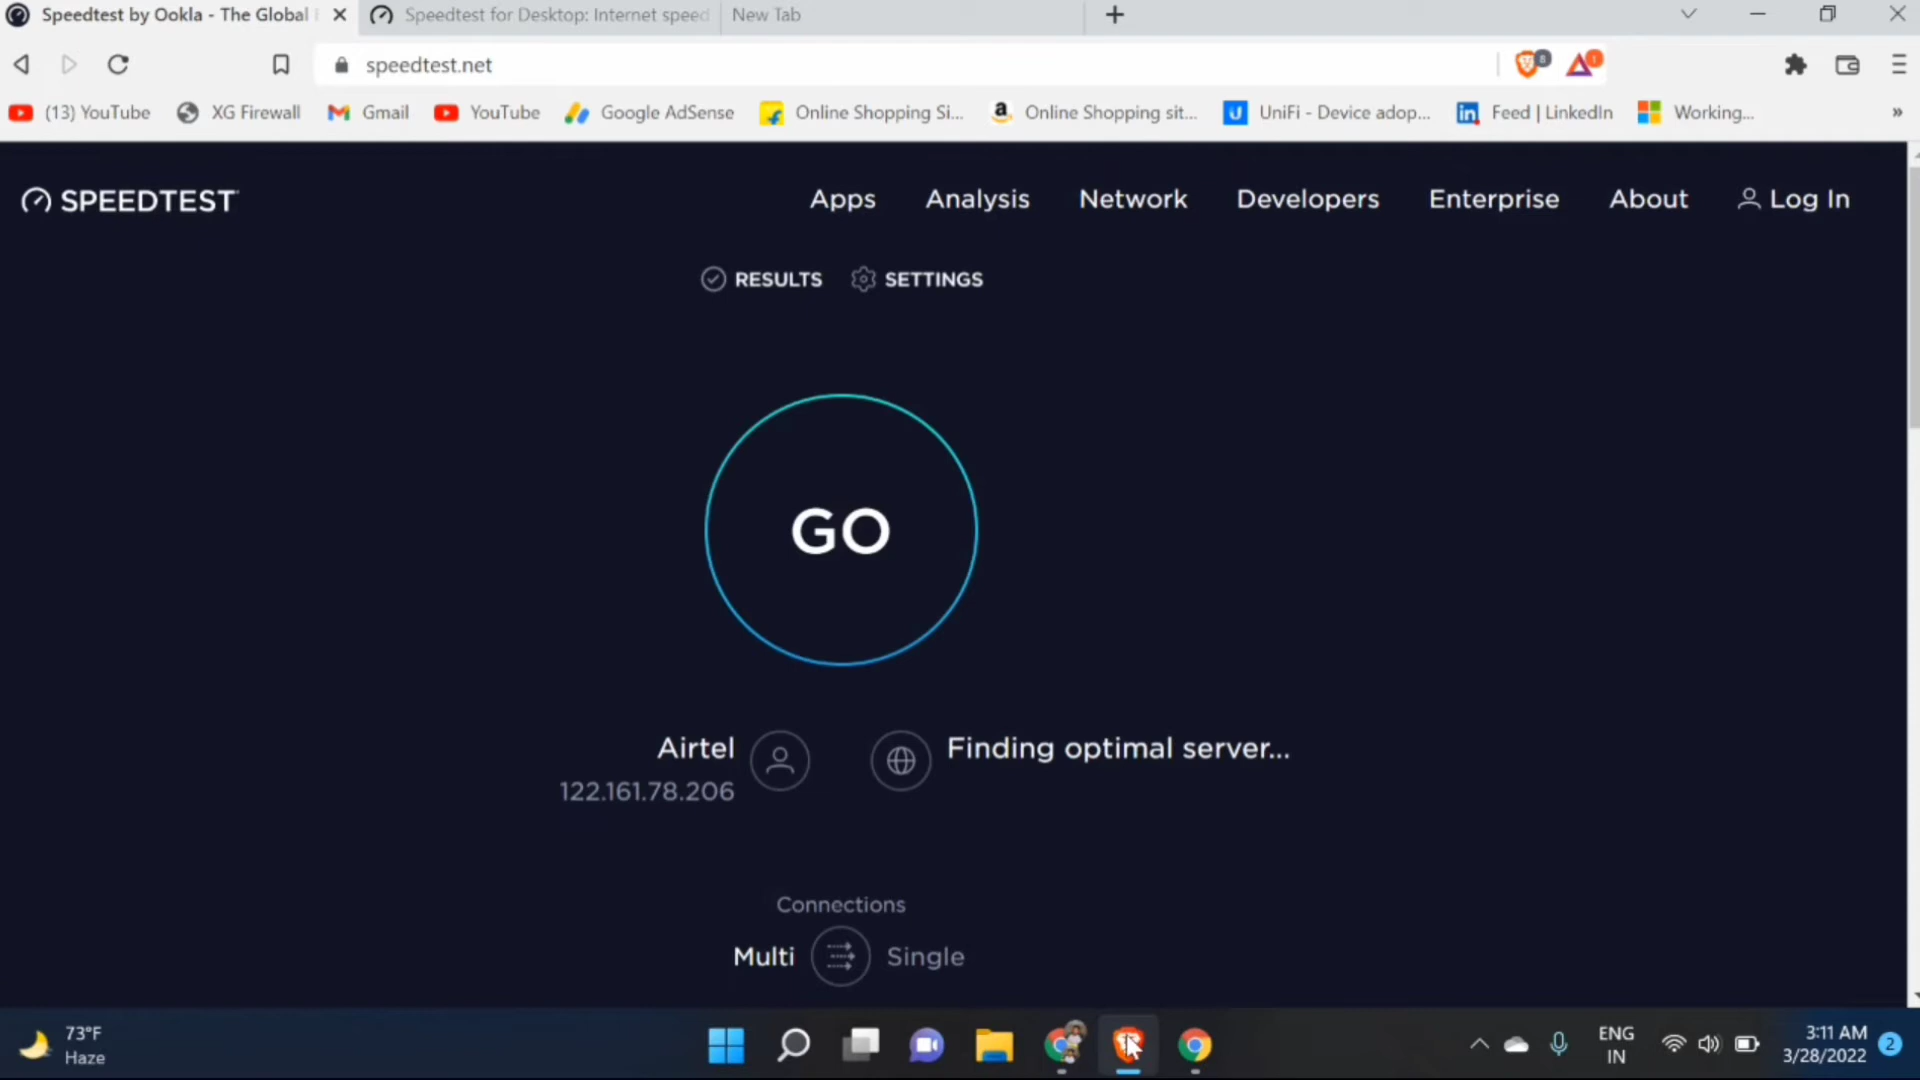 Speedtest by Ookla - The Global
Speedtest for Desktop: Internet speed
New Tab
speedtest.net
8
1
(13) YouTube
XG Firewall
Gmail
YouTube
Google AdSense
Online Shopping Si...
Online Shopping sit...
UniFi - Device adop...
Feed | LinkedIn
Working...
»
SPEEDTEST
Apps
Analysis
Network
Developers
Enterprise
About
Log In
RESULTS
SETTINGS
GO
Airtel
122.161.78.206
Finding optimal server...
Connections
Multi
Single
73°F
Haze
ENG
IN
3:11 AM
3/28/2022
2